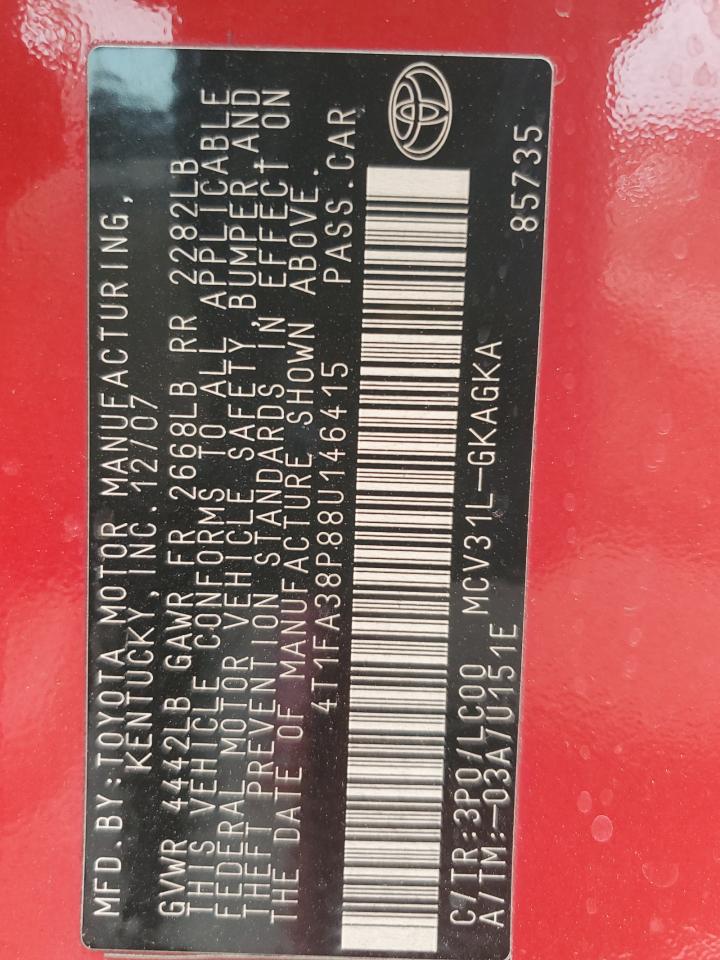 MFD.BY:TOYOTA MOTOR MANUFACTURING,
KENTUCKY, INC.12/07
GVWR 4442LB GAWR FR 2668LB RR 2282LB
THIS VEHICLE CONFORMS TO ALL APPLICABLE
FEDERAL MOTOR VEHICLE SAFETY,BUMPER,AND
THEFT PREVENTION STANDARDS IN EFFECT ON
THE DATE OF MANUFACTURE SHOWN ABOVE.
4T1FA38P88U146415 PASS.CAR
C/TR:3P0/LC00 MCV31L-GKAGKA
A/TM:-03A/U151E 85735